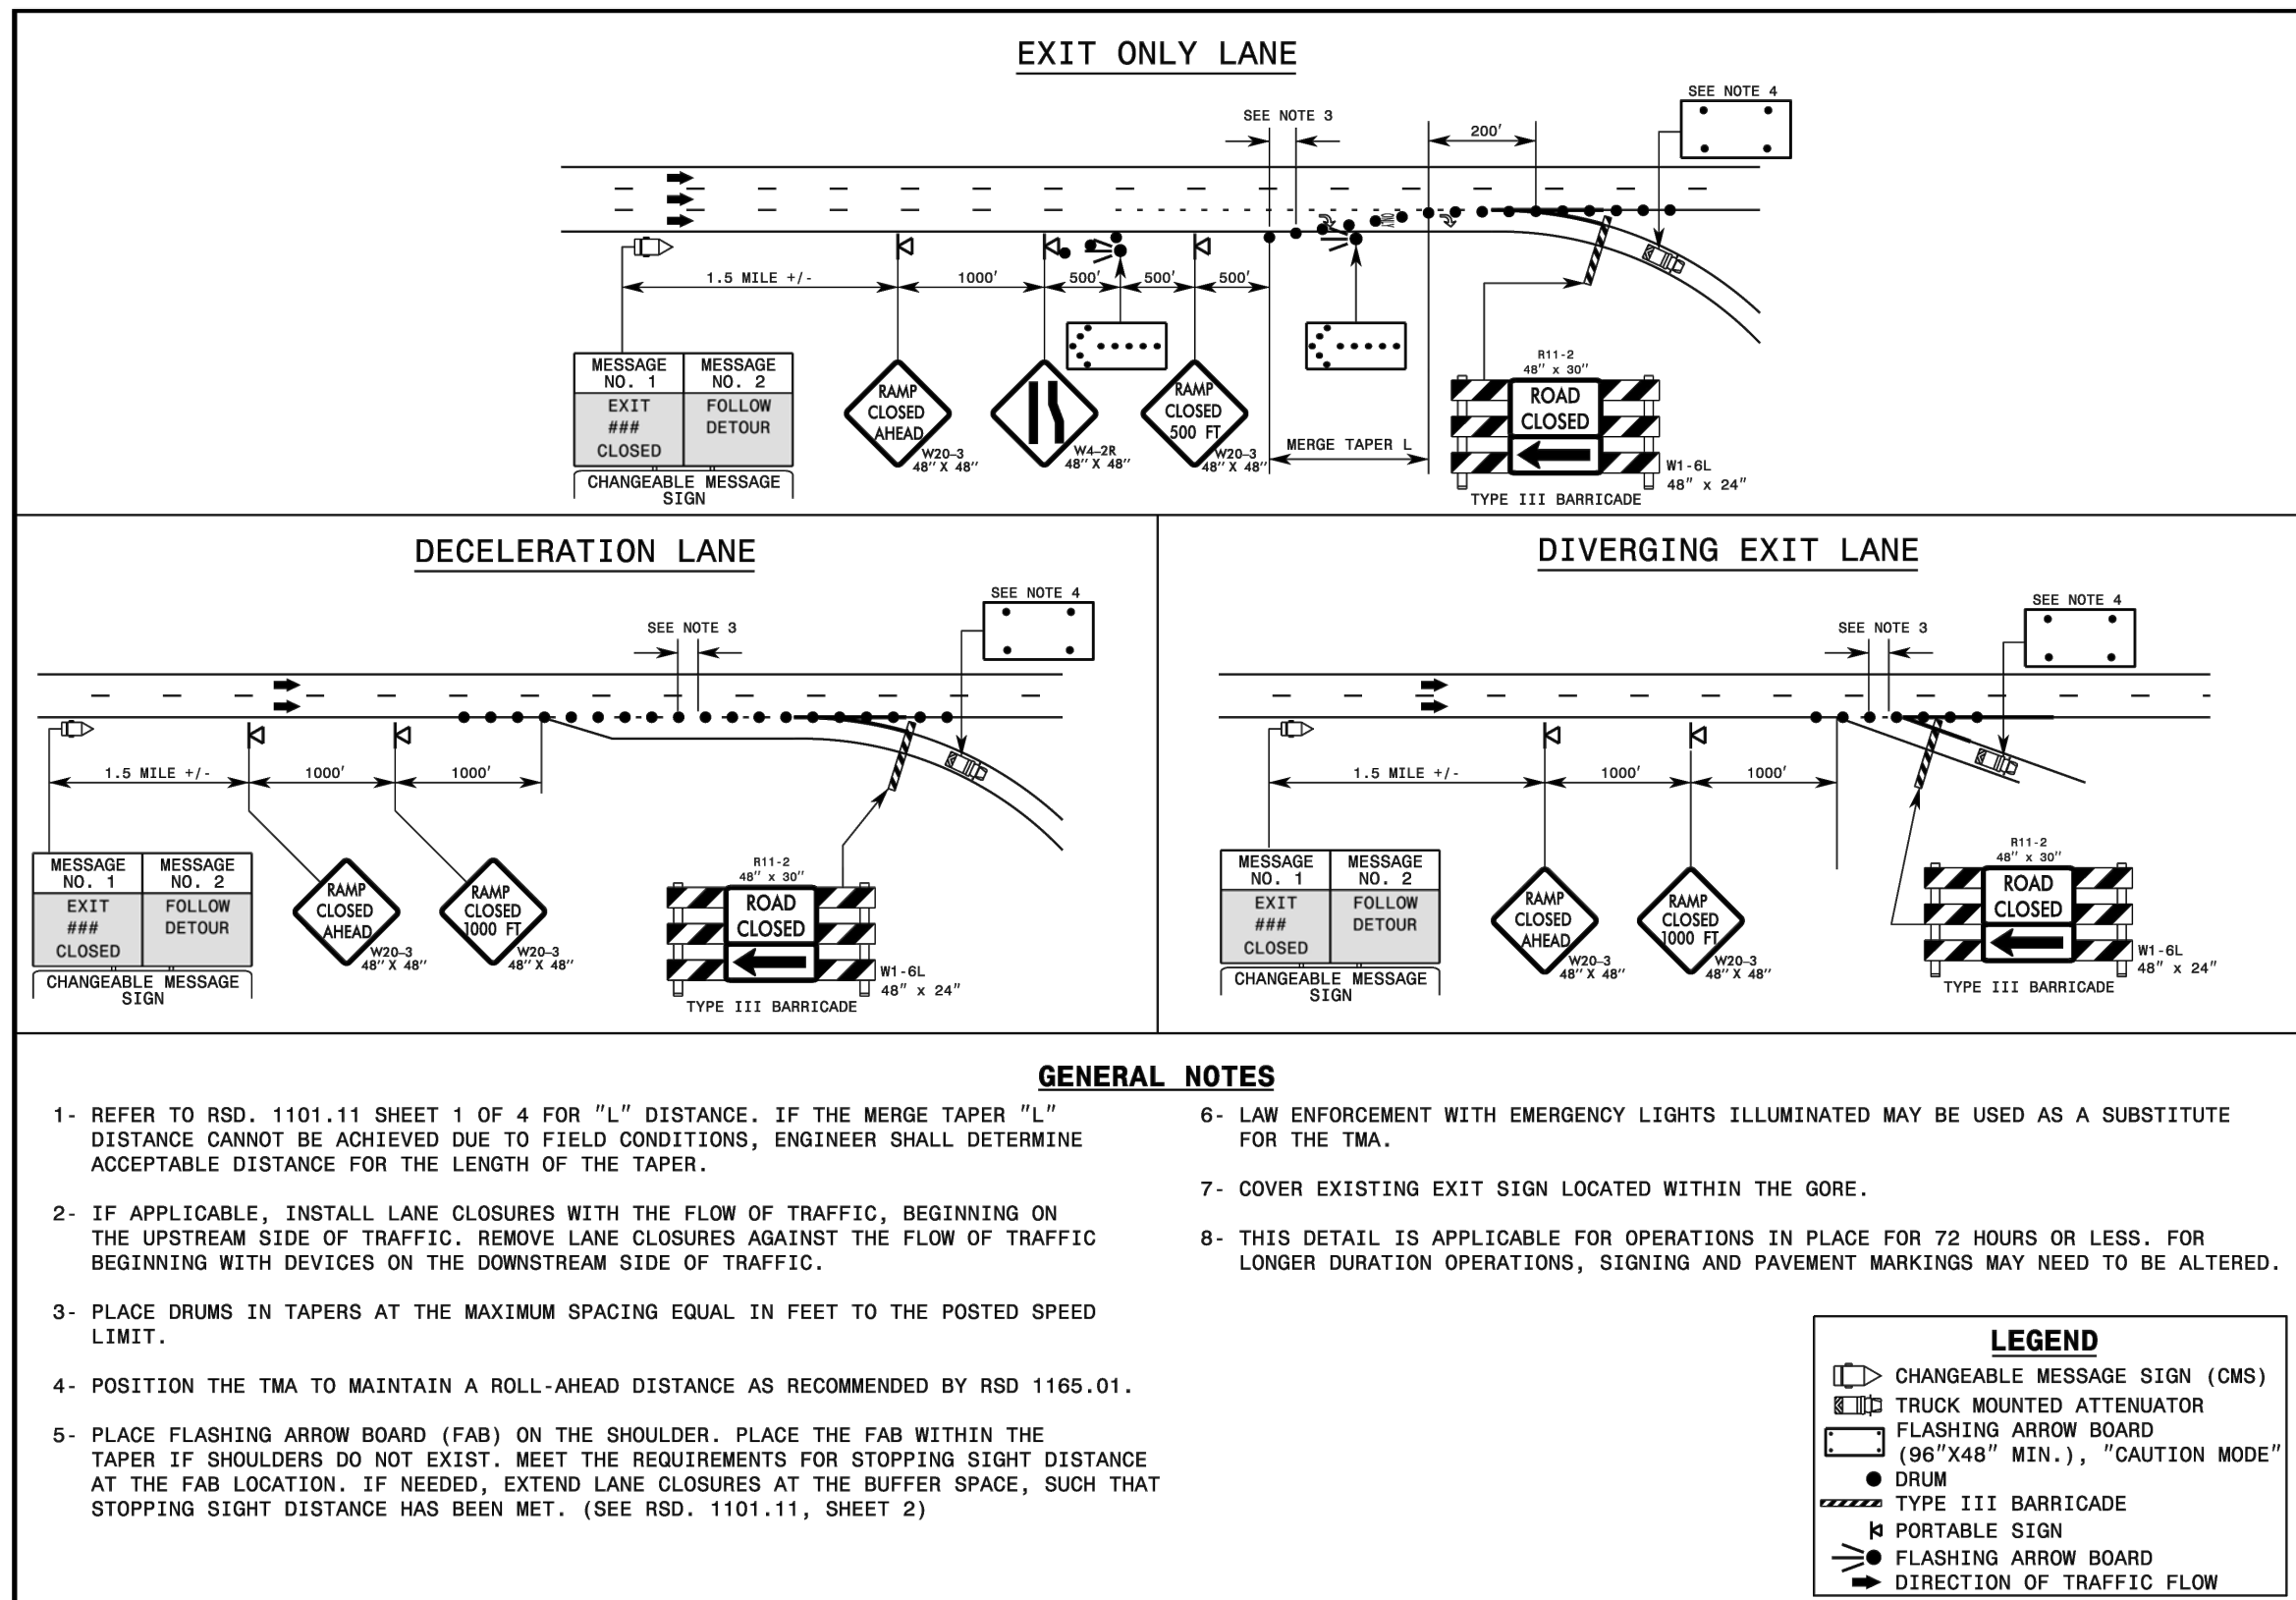 EXIT ONLY LANE
SEE NOTE 4
SEE NOTE 3
200'
1.5 MILE +/-
1000'
500'
500'
500'
MESSAGE NO. 1
MESSAGE NO. 2
EXIT
###
CLOSED
FOLLOW
DETOUR
CHANGEABLE MESSAGE
SIGN
RAMP
CLOSED
AHEAD
W20-3
48" X 48"
W4-2R
48" X 48"
RAMP
CLOSED
500 FT
W20-3
48" X 48"
MERGE TAPER L
R11-2
48" x 30"
ROAD
CLOSED
W1-6L
48" x 24"
TYPE III BARRICADE
DECELERATION LANE
SEE NOTE 4
SEE NOTE 3
1.5 MILE +/-
1000'
1000'
MESSAGE NO. 1
MESSAGE NO. 2
EXIT
###
CLOSED
FOLLOW
DETOUR
CHANGEABLE MESSAGE
SIGN
RAMP
CLOSED
AHEAD
W20-3
48" X 48"
RAMP
CLOSED
1000 FT
W20-3
48" X 48"
R11-2
48" x 30"
ROAD
CLOSED
W1-6L
48" x 24"
TYPE III BARRICADE
DIVERGING EXIT LANE
SEE NOTE 4
SEE NOTE 3
1.5 MILE +/-
1000'
1000'
MESSAGE NO. 1
MESSAGE NO. 2
EXIT
###
CLOSED
FOLLOW
DETOUR
CHANGEABLE MESSAGE
SIGN
RAMP
CLOSED
AHEAD
W20-3
48" X 48"
RAMP
CLOSED
1000 FT
W20-3
48" X 48"
R11-2
48" x 30"
ROAD
CLOSED
W1-6L
48" x 24"
TYPE III BARRICADE
GENERAL NOTES
1- REFER TO RSD. 1101.11 SHEET 1 OF 4 FOR "L" DISTANCE. IF THE MERGE TAPER "L"
DISTANCE CANNOT BE ACHIEVED DUE TO FIELD CONDITIONS, ENGINEER SHALL DETERMINE
ACCEPTABLE DISTANCE FOR THE LENGTH OF THE TAPER.
2- IF APPLICABLE, INSTALL LANE CLOSURES WITH THE FLOW OF TRAFFIC, BEGINNING ON
THE UPSTREAM SIDE OF TRAFFIC. REMOVE LANE CLOSURES AGAINST THE FLOW OF TRAFFIC
BEGINNING WITH DEVICES ON THE DOWNSTREAM SIDE OF TRAFFIC.
3- PLACE DRUMS IN TAPERS AT THE MAXIMUM SPACING EQUAL IN FEET TO THE POSTED SPEED
LIMIT.
4- POSITION THE TMA TO MAINTAIN A ROLL-AHEAD DISTANCE AS RECOMMENDED BY RSD 1165.01.
5- PLACE FLASHING ARROW BOARD (FAB) ON THE SHOULDER. PLACE THE FAB WITHIN THE
TAPER IF SHOULDERS DO NOT EXIST. MEET THE REQUIREMENTS FOR STOPPING SIGHT DISTANCE
AT THE FAB LOCATION. IF NEEDED, EXTEND LANE CLOSURES AT THE BUFFER SPACE, SUCH THAT
STOPPING SIGHT DISTANCE HAS BEEN MET. (SEE RSD. 1101.11, SHEET 2)
6- LAW ENFORCEMENT WITH EMERGENCY LIGHTS ILLUMINATED MAY BE USED AS A SUBSTITUTE
FOR THE TMA.
7- COVER EXISTING EXIT SIGN LOCATED WITHIN THE GORE.
8- THIS DETAIL IS APPLICABLE FOR OPERATIONS IN PLACE FOR 72 HOURS OR LESS. FOR
LONGER DURATION OPERATIONS, SIGNING AND PAVEMENT MARKINGS MAY NEED TO BE ALTERED.
LEGEND
CHANGEABLE MESSAGE SIGN (CMS)
TRUCK MOUNTED ATTENUATOR
FLASHING ARROW BOARD
(96"X48" MIN.), "CAUTION MODE"
DRUM
TYPE III BARRICADE
PORTABLE SIGN
FLASHING ARROW BOARD
DIRECTION OF TRAFFIC FLOW